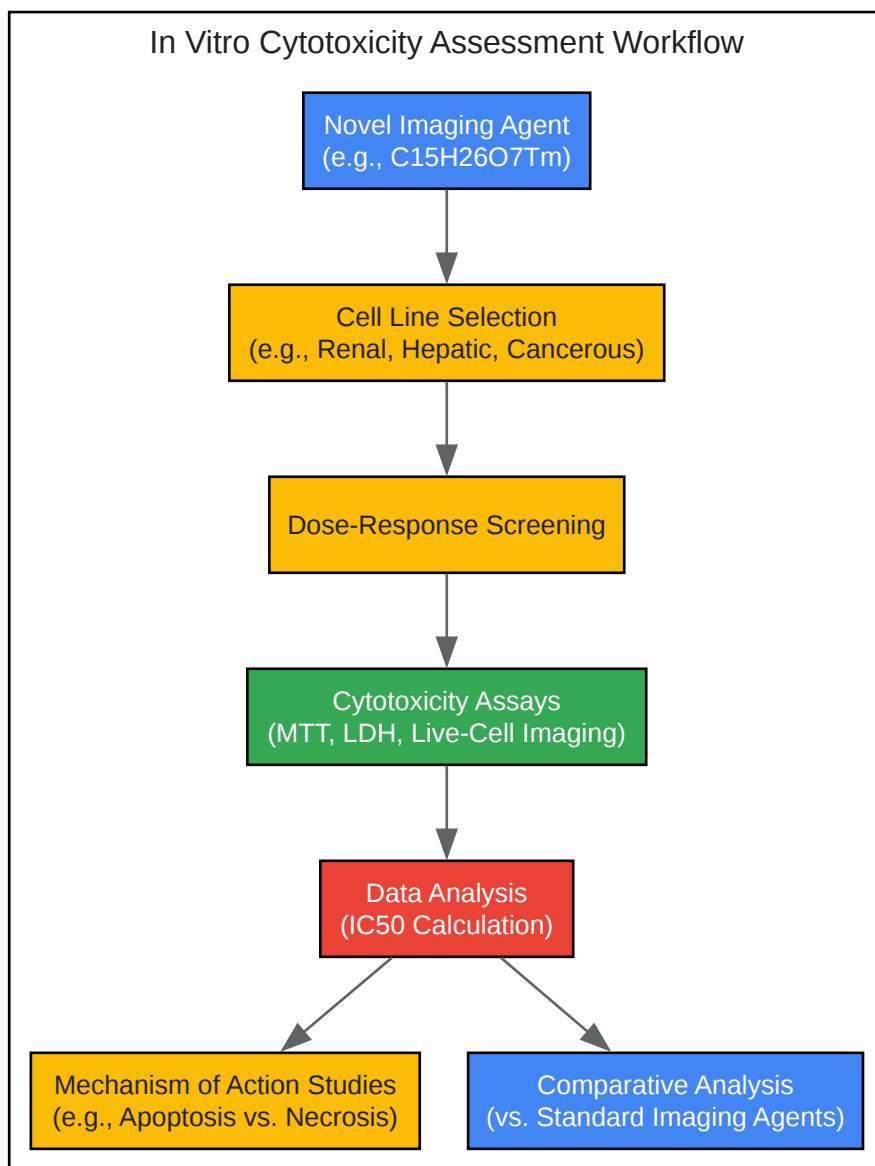 In Vitro Cytotoxicity Assessment Workflow
Novel Imaging Agent
(e.g., C15H26O7Tm)
Cell Line Selection
(e.g., Renal, Hepatic, Cancerous)
Dose-Response Screening
Cytotoxicity Assays
(MTT, LDH, Live-Cell Imaging)
Data Analysis
(IC50 Calculation)
Mechanism of Action Studies
(e.g., Apoptosis vs. Necrosis)
Comparative Analysis
(vs. Standard Imaging Agents)